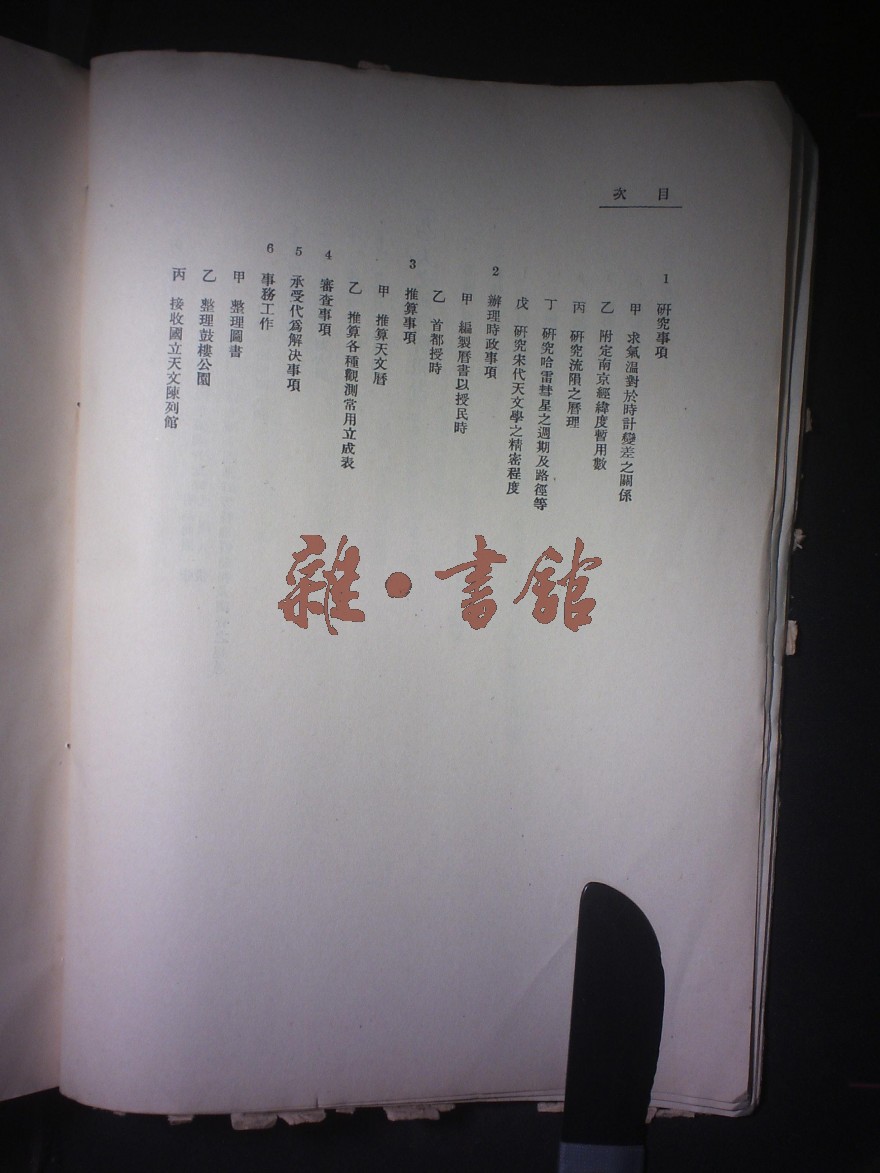 目次
1 研究事項
甲 求氣溫對於時計變差之關係
乙 附定南京經緯度暫用數
丙 研究流隕之曆理
丁 研究哈雷彗星之週期及路徑等
戊 研究宋代天文學之精密程度
2 辦理時政事項
甲 編製曆書以授民時
乙 首都授時
3 推算事項
甲 推算天文曆
乙 推算各種觀測常用立成表
4 審查事項
5 承受代爲解決事項
6 事務工作
甲 整理圖書
乙 整理鼓樓公園
丙 接收國立天文陳列館
雜·書舘